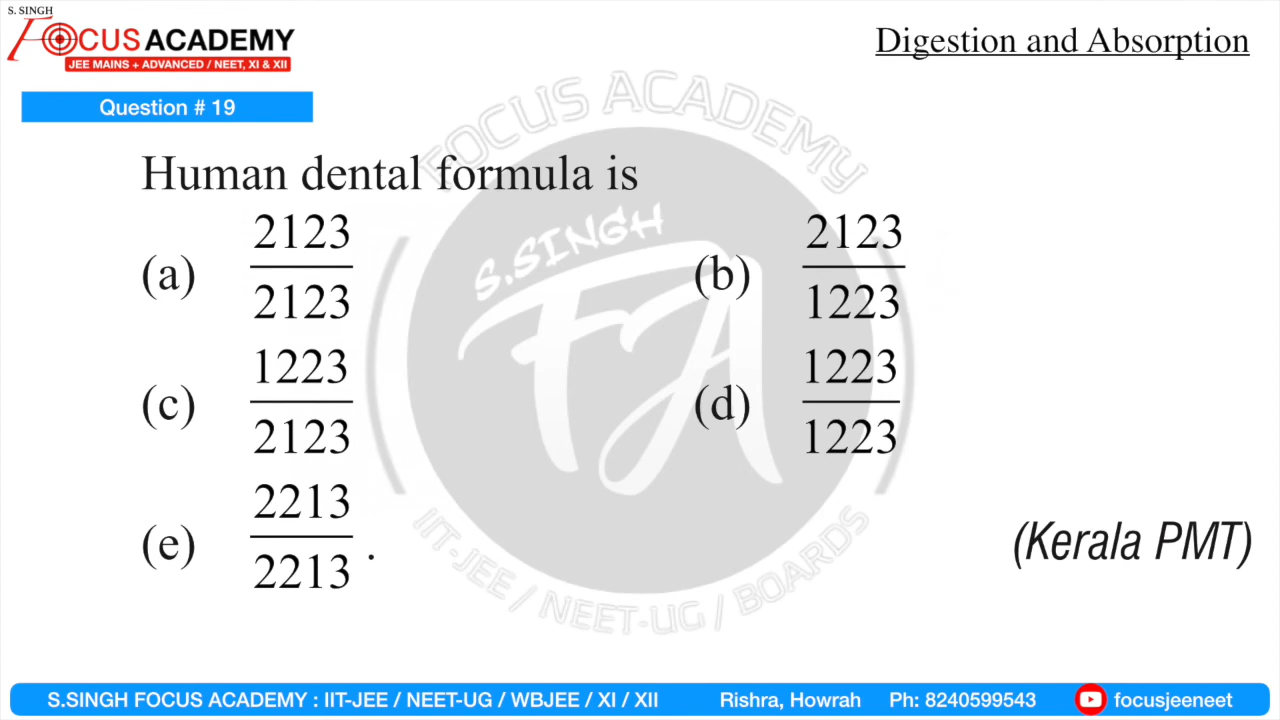 S. SINGH
FOCUS ACADEMY
JEE MAINS + ADVANCED / NEET, XI & XII
Digestion and Absorption
Question # 19
FOCUS ACADEMY
S.SINGH
FA
IIT-JEE / NEET-UG / BOARDS
Human dental formula is
(a) 2123
2123
(b) 2123
1223
(c) 1223
2123
(d) 1223
1223
(e) 2213
2213 .
(Kerala PMT)
S.SINGH FOCUS ACADEMY : IIT-JEE / NEET-UG / WBJEE / XI / XII Rishra, Howrah Ph: 8240599543 focusjeeneet